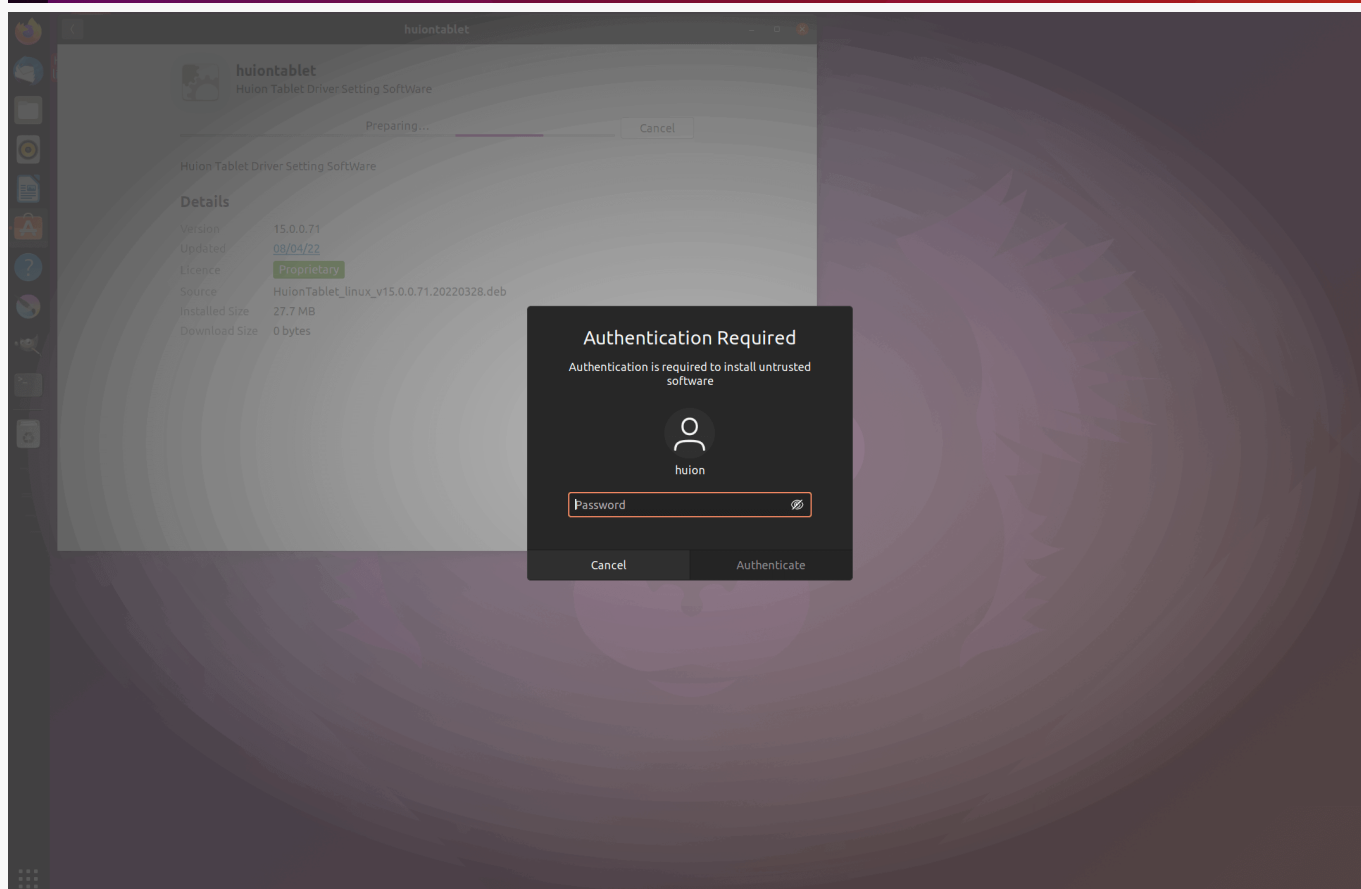 huiontablet
huiontablet
Huion Tablet Driver Setting SoftWare
Preparing...
Cancel
Huion Tablet Driver Setting SoftWare
Details
Version 15.0.0.71
Updated 08/04/22
Licence Proprietary
Source HuionTablet_linux_v15.0.0.71.20220328.deb
Installed Size 27.7 MB
Download Size 0 bytes
Authentication Required
Authentication is required to install untrusted
software
huion
Password
Cancel Authenticate